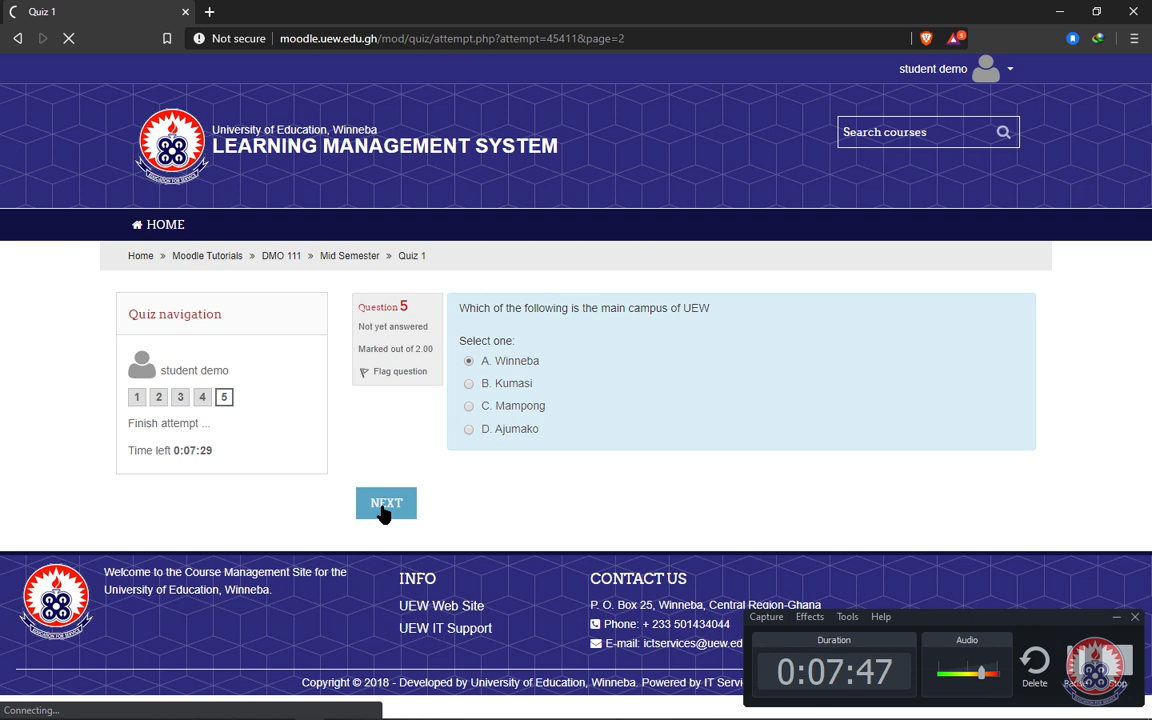 Quiz 1
Not secure
moodle.uew.edu.gh/mod/quiz/attempt.php?attempt=45411&page=2
student demo
University of Education, Winneba
LEARNING MANAGEMENT SYSTEM
Search courses
HOME
Home » Moodle Tutorials » DMO 111 » Mid Semester » Quiz 1
Quiz navigation
student demo
1 2 3 4 5
Finish attempt ...
Time left 0:07:29
Question 5
Not yet answered
Marked out of 2.00
Flag question
Which of the following is the main campus of UEW
Select one:
A. Winneba
B. Kumasi
C. Mampong
D. Ajumako
NEXT
Welcome to the Course Management Site for the
University of Education, Winneba.
INFO
UEW Web Site
UEW IT Support
CONTACT US
P. O. Box 25, Winneba, Central Region-Ghana
Phone: + 233 501434044
E-mail: ictservices@uew.ed
Copyright © 2018 - Developed by University of Education, Winneba. Powered by IT Servi
Capture Effects Tools Help
Duration
0:07:47
Audio
Delete
Stop
Connecting...